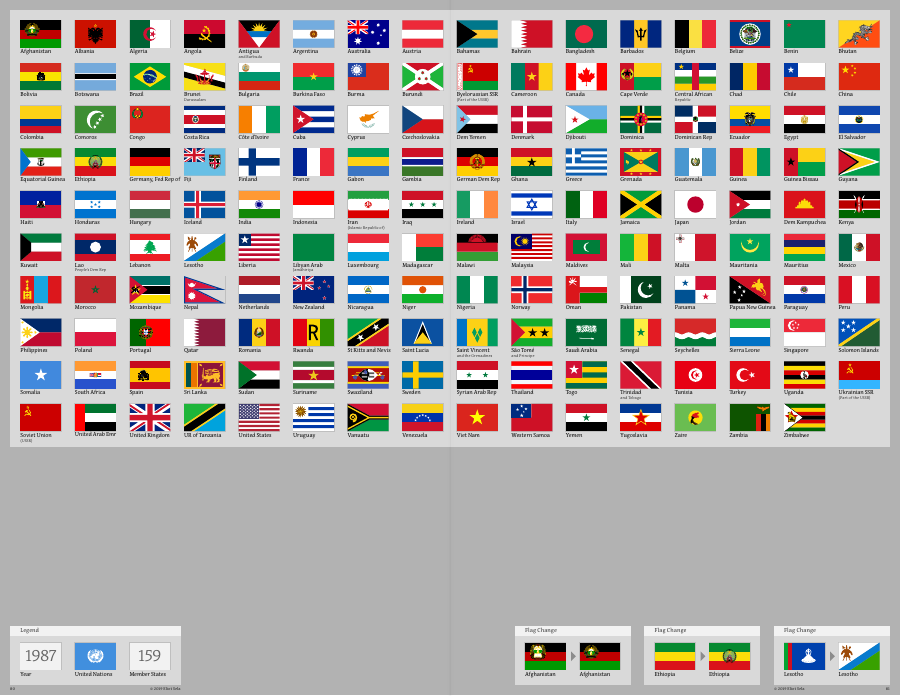 Afghanistan Albania Algeria Angola Antigua Argentina Australia Austria Bahamas Bahrain Bangladesh Barbados Belgium Belize Benin Bhutan
and Barbuda
Bolivia Botswana Brazil Brunei Bulgaria Burkina Faso Burma Burundi Byelorussian SSR Cameroon Canada Cape Verde Central African Chad Chile China
Darussalam (Part of the USSR) Republic
Colombia Comoros Congo Costa Rica Côte d'Ivoire Cuba Cyprus Czechoslovakia Dem Yemen Denmark Djibouti Dominica Dominican Rep Ecuador Egypt El Salvador
Equatorial Guinea Ethiopia Germany, Fed Rep of Fiji Finland France Gabon Gambia German Dem Rep Ghana Greece Grenada Guatemala Guinea Guinea Bissau Guyana
Haiti Honduras Hungary Iceland India Indonesia Iran Iraq Ireland Israel Italy Jamaica Japan Jordan Dem Kampuchea Kenya
(Islamic Republic of)
Kuwait Lao Lebanon Lesotho Liberia Libyan Arab Luxembourg Madagascar Malawi Malaysia Maldives Mali Malta Mauritania Mauritius Mexico
People's Dem Rep Jamahiriya
Mongolia Morocco Mozambique Nepal Netherlands New Zealand Nicaragua Niger Nigeria Norway Oman Pakistan Panama Papua New Guinea Paraguay Peru
Philippines Poland Portugal Qatar Romania Rwanda St Kitts and Nevis Saint Lucia Saint Vincent São Tomé Saudi Arabia Senegal Seychelles Sierra Leone Singapore Solomon Islands
and the Grenadines and Principe
Somalia South Africa Spain Sri Lanka Sudan Suriname Swaziland Sweden Syrian Arab Rep Thailand Togo Trinidad Tunisia Turkey Uganda Ukrainian SSR
and Tobago (Part of the USSR)
Soviet Union United Arab Emr United Kingdom UR of Tanzania United States Uruguay Vanuatu Venezuela Viet Nam Western Samoa Yemen Yugoslavia Zaire Zambia Zimbabwe
(USSR)
Legend Flag Change Flag Change Flag Change
1987 159
Year United Nations Member States Afghanistan Afghanistan Ethiopia Ethiopia Lesotho Lesotho